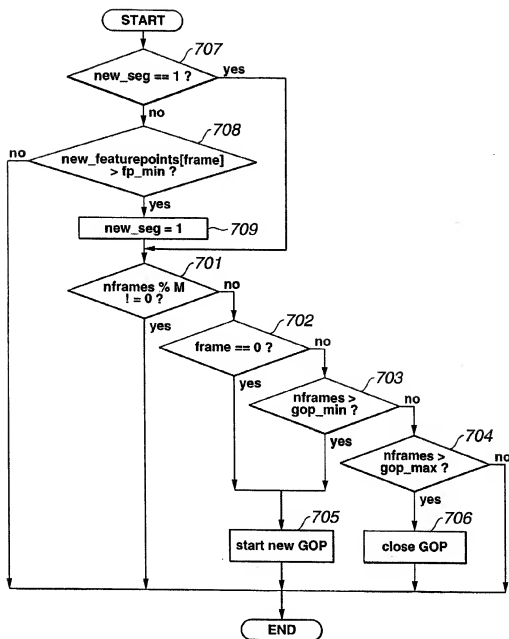 START
707
new_seg == 1 ?
yes
no
708
no
new_featurepoints[frame]
> fp_min ?
yes
new_seg = 1
709
701
nframes % M
! = 0 ?
no
yes
702
frame == 0 ?
no
yes
703
nframes >
gop_min ?
no
yes
704
nframes >
gop_max ?
no
yes
705
start new GOP
706
close GOP
END